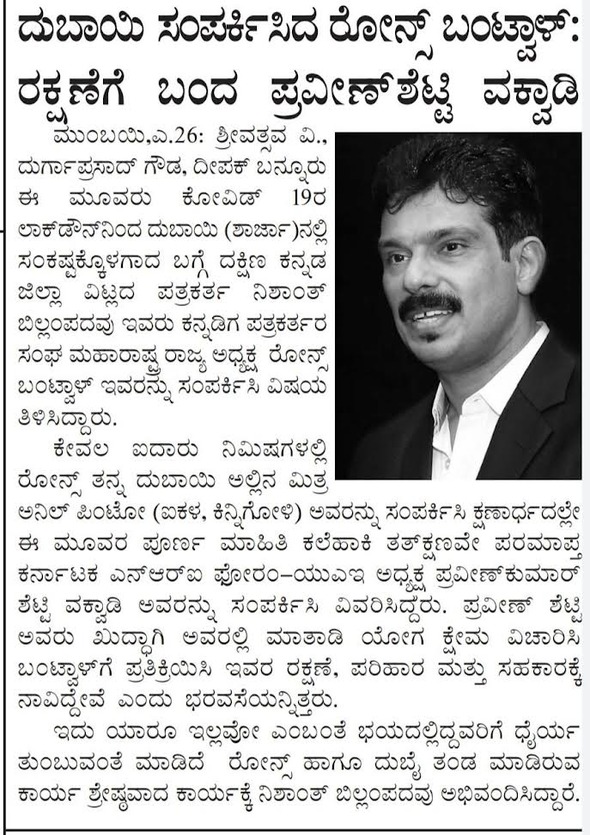 ದುಬಾಯಿ ಸಂಪರ್ಕಿಸಿದ ರೋನ್ಸ್ ಬಂಟ್ವಾಳ್:
ರಕ್ಷಣೆಗೆ ಬಂದ ಪ್ರವೀಣ್‌ಶೆಟ್ಟಿ ವಕ್ವಾಡಿ
ಮುಂಬಯಿ,ಎ.26: ಶ್ರೀವತ್ಸವ ವಿ.,
ದುರ್ಗಾಪ್ರಸಾದ್ ಗೌಡ, ದೀಪಕ್ ಬನ್ನೂರು
ಈ ಮೂವರು ಕೋವಿಡ್ 19ರ
ಲಾಕ್‌ಡೌನ್‌ನಿಂದ ದುಬಾಯಿ (ಶಾರ್ಜಾ)ನಲ್ಲಿ
ಸಂಕಷ್ಟಕ್ಕೊಳಗಾದ ಬಗ್ಗೆ ದಕ್ಷಿಣ ಕನ್ನಡ
ಜಿಲ್ಲಾ ವಿಟ್ಲದ ಪತ್ರಕರ್ತ ನಿಶಾಂತ್
ಬಿಲ್ಲಂಪದವು ಇವರು ಕನ್ನಡಿಗ ಪತ್ರಕರ್ತರ
ಸಂಘ ಮಹಾರಾಷ್ಟ್ರ ರಾಜ್ಯ ಅಧ್ಯಕ್ಷ ರೋನ್ಸ್
ಬಂಟ್ವಾಳ್ ಇವರನ್ನು ಸಂಪರ್ಕಿಸಿ ವಿಷಯ
ತಿಳಿಸಿದ್ದಾರು.
ಕೇವಲ ಐದಾರು ನಿಮಿಷಗಳಲ್ಲಿ
ರೋನ್ಸ್ ತನ್ನ ದುಬಾಯಿ ಅಲ್ಲಿನ ಮಿತ್ರ
ಅನಿಲ್ ಪಿಂಟೋ (ಐಕಳ, ಕಿನ್ನಿಗೋಳಿ) ಅವರನ್ನು ಸಂಪರ್ಕಿಸಿ ಕ್ಷಣಾರ್ಧದಲ್ಲೇ
ಈ ಮೂವರ ಪೂರ್ಣ ಮಾಹಿತಿ ಕಲೆಹಾಕಿ ತತ್‌ಕ್ಷಣವೇ ಪರಮಾಪ್ತ
ಕರ್ನಾಟಕ ಎನ್‌ಆರ್‌ಐ ಫೋರಂ–ಯುಎಇ ಅಧ್ಯಕ್ಷ ಪ್ರವೀಣ್‌ಕುಮಾರ್
ಶೆಟ್ಟಿ ವಕ್ವಾಡಿ ಅವರನ್ನು ಸಂಪರ್ಕಿಸಿ ವಿವರಿಸಿದ್ದರು. ಪ್ರವೀಣ್ ಶೆಟ್ಟಿ
ಅವರು ಖುದ್ಧಾಗಿ ಅವರಲ್ಲಿ ಮಾತಾಡಿ ಯೋಗ ಕ್ಷೇಮ ವಿಚಾರಿಸಿ
ಬಂಟ್ವಾಳ್‌ಗೆ ಪ್ರತಿಕ್ರಿಯಿಸಿ ಇವರ ರಕ್ಷಣೆ, ಪರಿಹಾರ ಮತ್ತು ಸಹಕಾರಕ್ಕೆ
ನಾವಿದ್ದೇವೆ ಎಂದು ಭರವಸೆಯನ್ನಿತ್ತರು.
ಇದು ಯಾರೂ ಇಲ್ಲವೋ ಎಂಬಂತೆ ಭಯದಲ್ಲಿದ್ದವರಿಗೆ ಧೈರ್ಯ
ತುಂಬುವಂತೆ ಮಾಡಿದೆ ರೋನ್ಸ್ ಹಾಗೂ ದುಬೈ ತಂಡ ಮಾಡಿರುವ
ಕಾರ್ಯ ಶ್ರೇಷ್ಠವಾದ ಕಾರ್ಯಕ್ಕೆ ನಿಶಾಂತ್ ಬಿಲ್ಲಂಪದವು ಅಭಿವಂದಿಸಿದ್ದಾರೆ.